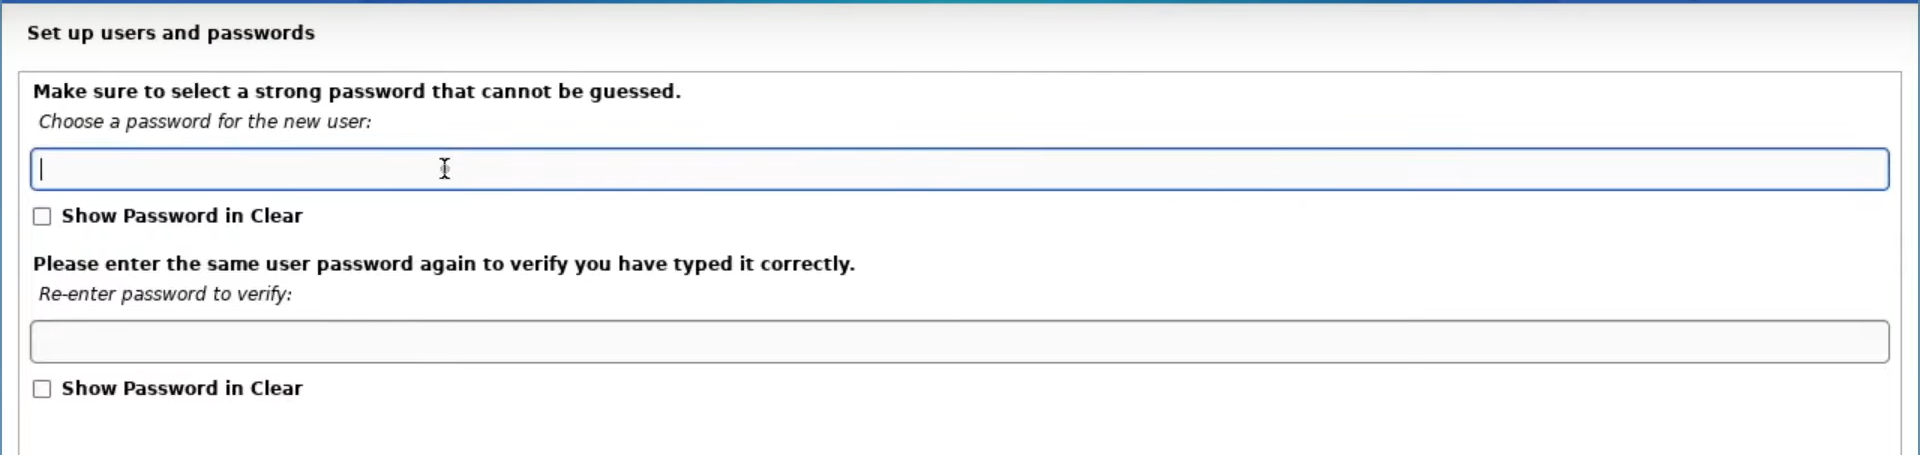 Set up users and passwords
Make sure to select a strong password that cannot be guessed.
Choose a password for the new user:
Show Password in Clear
Please enter the same user password again to verify you have typed it correctly.
Re-enter password to verify:
Show Password in Clear